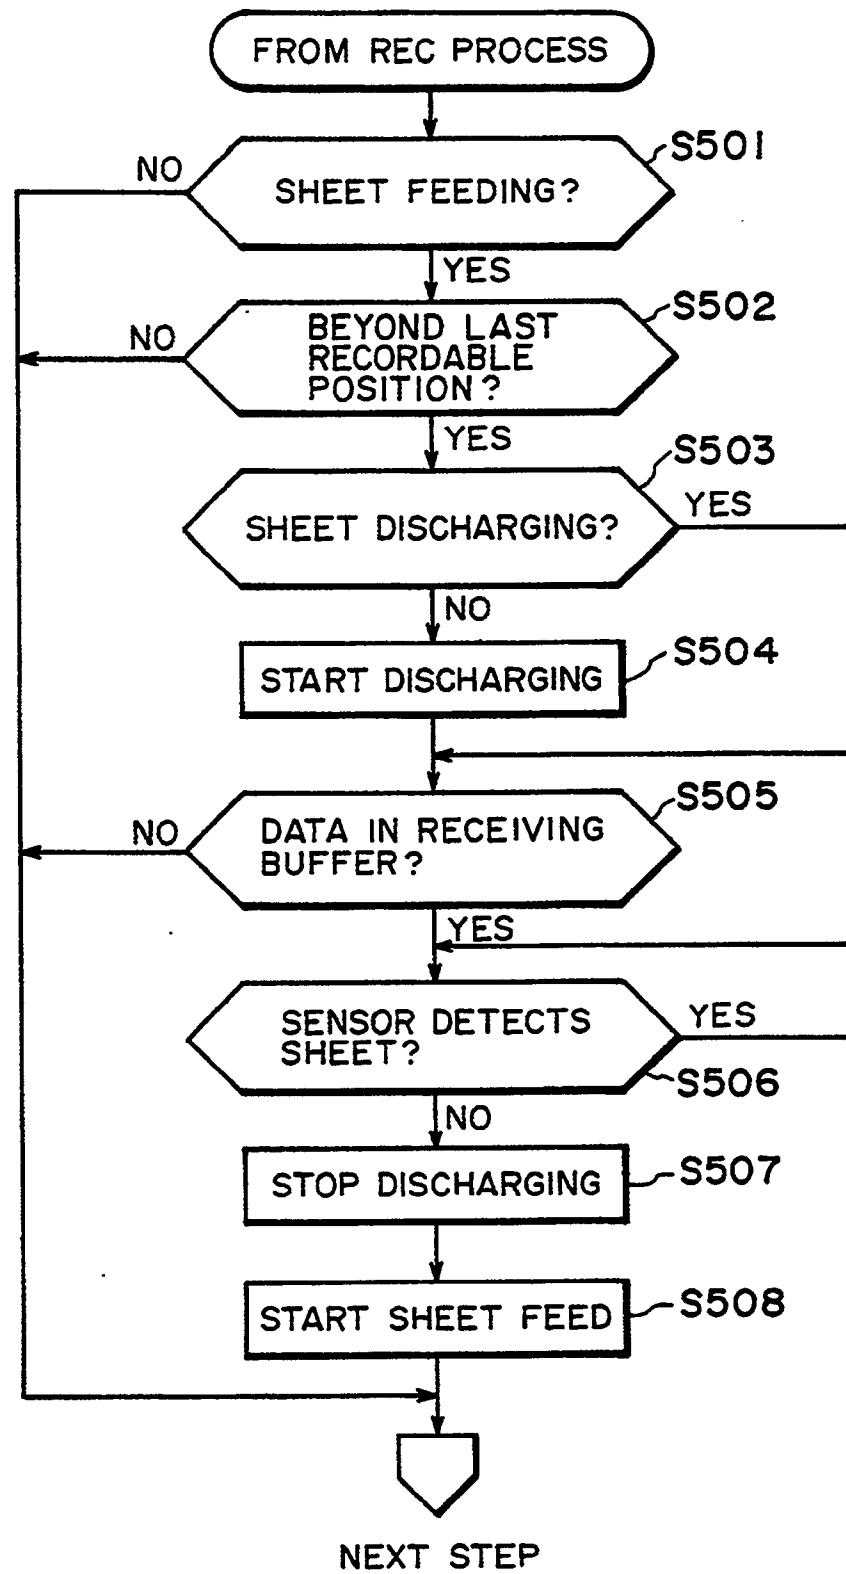 FROM REC PROCESS
S501
NO
SHEET FEEDING?
YES
S502
NO
BEYOND LAST
RECORDABLE
POSITION?
YES
S503
YES
SHEET DISCHARGING?
NO
S504
START DISCHARGING
S505
NO
DATA IN RECEIVING
BUFFER?
YES
YES
SENSOR DETECTS
SHEET?
S506
NO
S507
STOP DISCHARGING
S508
START SHEET FEED
NEXT STEP